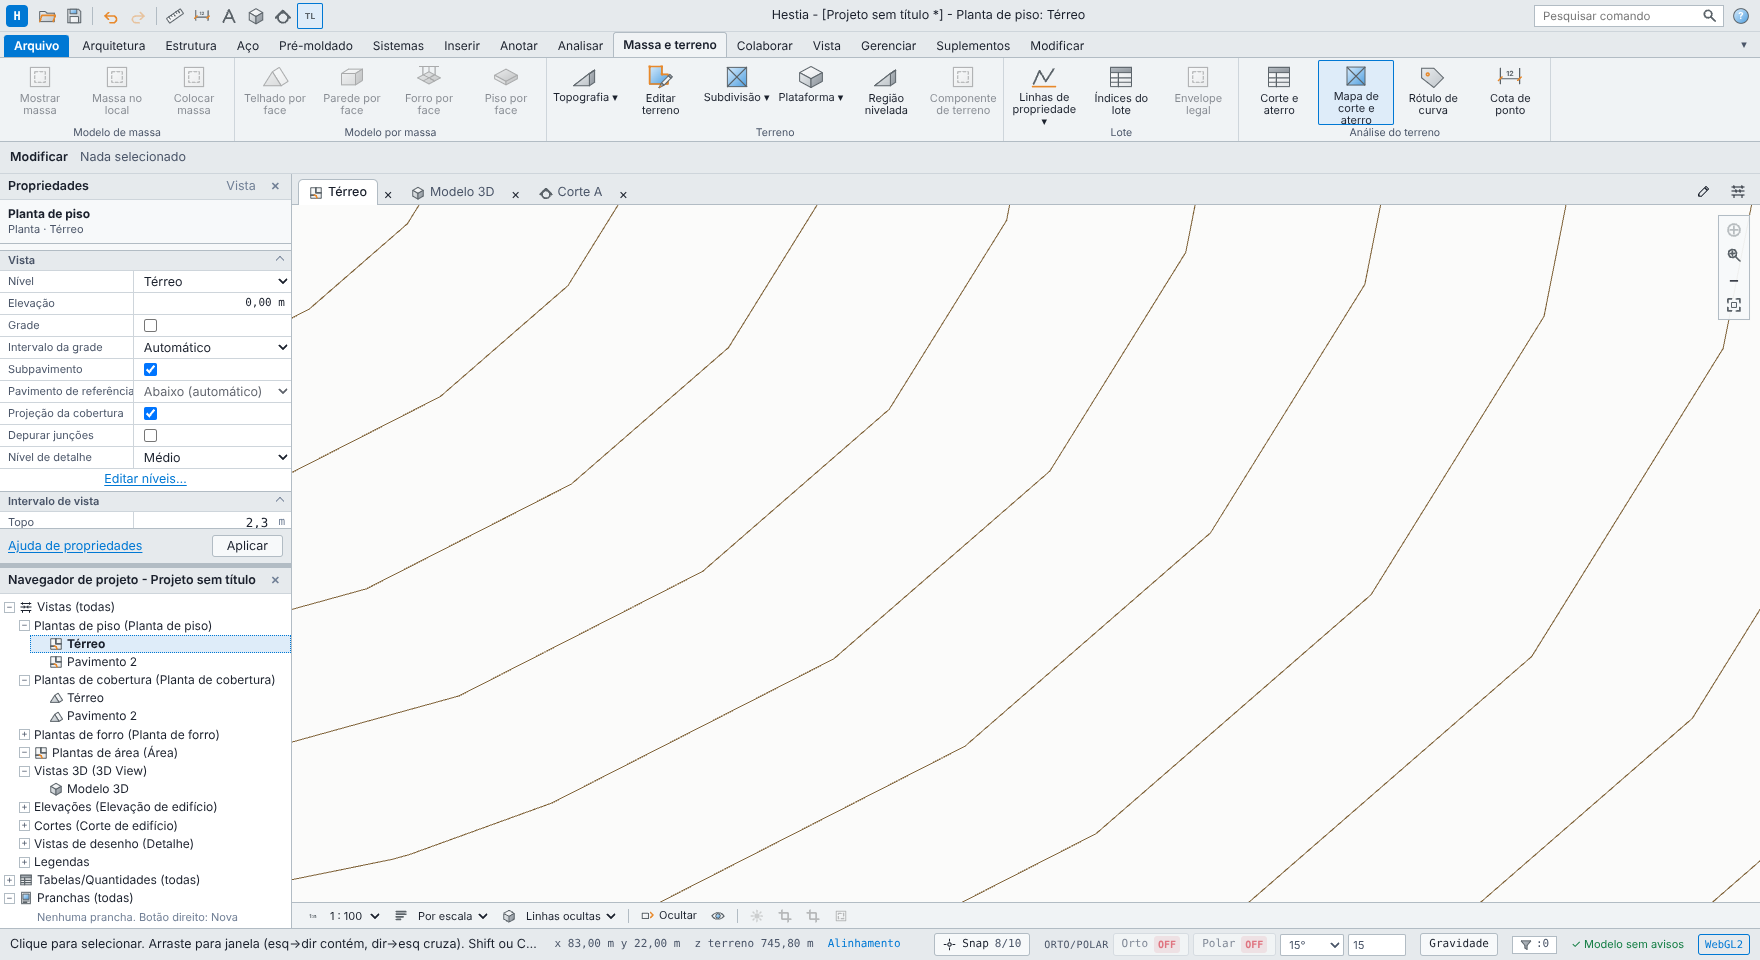 H
TL
Hestia - [Projeto sem título *] - Planta de piso: Térreo
Pesquisar comando
?
Arquivo Arquitetura Estrutura Aço Pré-moldado Sistemas Inserir Anotar Analisar Massa e terreno Colaborar Vista Gerenciar Suplementos Modificar
Mostrar massa
Massa no local
Colocar massa
Modelo de massa
Telhado por face
Parede por face
Forro por face
Piso por face
Modelo por massa
Topografia ▾
Editar terreno
Subdivisão ▾
Plataforma ▾
Região nivelada
Componente de terreno
Terreno
Linhas de propriedade ▾
Índices do lote
Envelope legal
Lote
Corte e aterro
Mapa de corte e aterro
Rótulo de curva
12
Cota de ponto
Análise do terreno
Modificar Nada selecionado
Propriedades Vista ×
Planta de piso
Planta · Térreo
Vista
Nível Térreo
Elevação 0,00 m
Grade
Intervalo da grade Automático
Subpavimento
Pavimento de referência Abaixo (automático)
Projeção da cobertura
Depurar junções
Nível de detalhe Médio
Editar níveis...
Intervalo de vista
Topo 2,3 m
Ajuda de propriedades Aplicar
Navegador de projeto - Projeto sem título ×
Vistas (todas)
Plantas de piso (Planta de piso)
Térreo
Pavimento 2
Plantas de cobertura (Planta de cobertura)
Térreo
Pavimento 2
Plantas de forro (Planta de forro)
Plantas de área (Área)
Vistas 3D (3D View)
Modelo 3D
Elevações (Elevação de edifício)
Cortes (Corte de edifício)
Vistas de desenho (Detalhe)
Legendas
Tabelas/Quantidades (todas)
Pranchas (todas)
Nenhuma prancha. Botão direito: Nova
Térreo × Modelo 3D × Corte A ×
1 : 100 Por escala Linhas ocultas Ocultar
Clique para selecionar. Arraste para janela (esq→dir contém, dir→esq cruza). Shift ou C... x 83,00 m y 22,00 m z terreno 745,80 m Alinhamento Snap 8/10 ORTO/POLAR Orto OFF Polar OFF 15° 15 Gravidade :0 ✓ Modelo sem avisos WebGL2